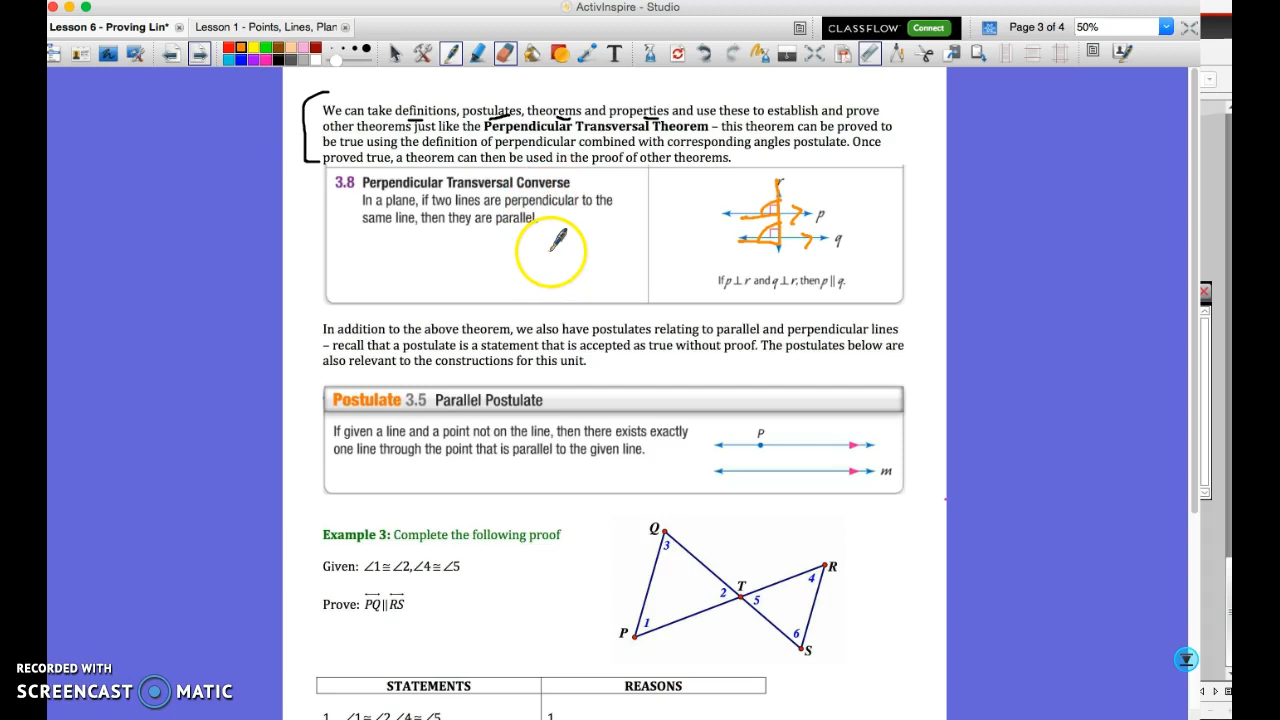 ActivInspire - Studio
Lesson 6 - Proving Lin*
Lesson 1 - Points, Lines, Plan
CLASSFLOW Connect
Page 3 of 4
50%
We can take definitions, postulates, theorems and properties and use these to establish and prove
other theorems just like the Perpendicular Transversal Theorem – this theorem can be proved to
be true using the definition of perpendicular combined with corresponding angles postulate. Once
proved true, a theorem can then be used in the proof of other theorems.
3.8 Perpendicular Transversal Converse
In a plane, if two lines are perpendicular to the
same line, then they are parallel.
r
p
q
If p ⊥ r and q ⊥ r, then p ∥ q.
In addition to the above theorem, we also have postulates relating to parallel and perpendicular lines
– recall that a postulate is a statement that is accepted as true without proof. The postulates below are
also relevant to the constructions for this unit.
Postulate 3.5 Parallel Postulate
If given a line and a point not on the line, then there exists exactly
one line through the point that is parallel to the given line.
P
m
Example 3: Complete the following proof
Given: ∠1≅∠2,∠4≅∠5
Prove: PQ∥RS
Q
3
T
R
2
5
4
P
1
6
S
STATEMENTS
REASONS
1. ∠1≅∠2,∠4≅∠5
1.
RECORDED WITH
SCREENCAST MATIC